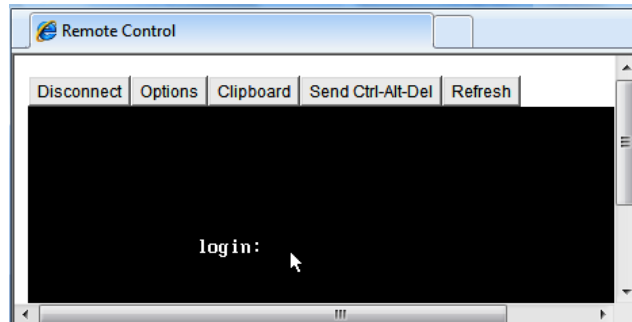 Remote Control
Disconnect Options Clipboard Send Ctrl-Alt-Del Refresh
login: